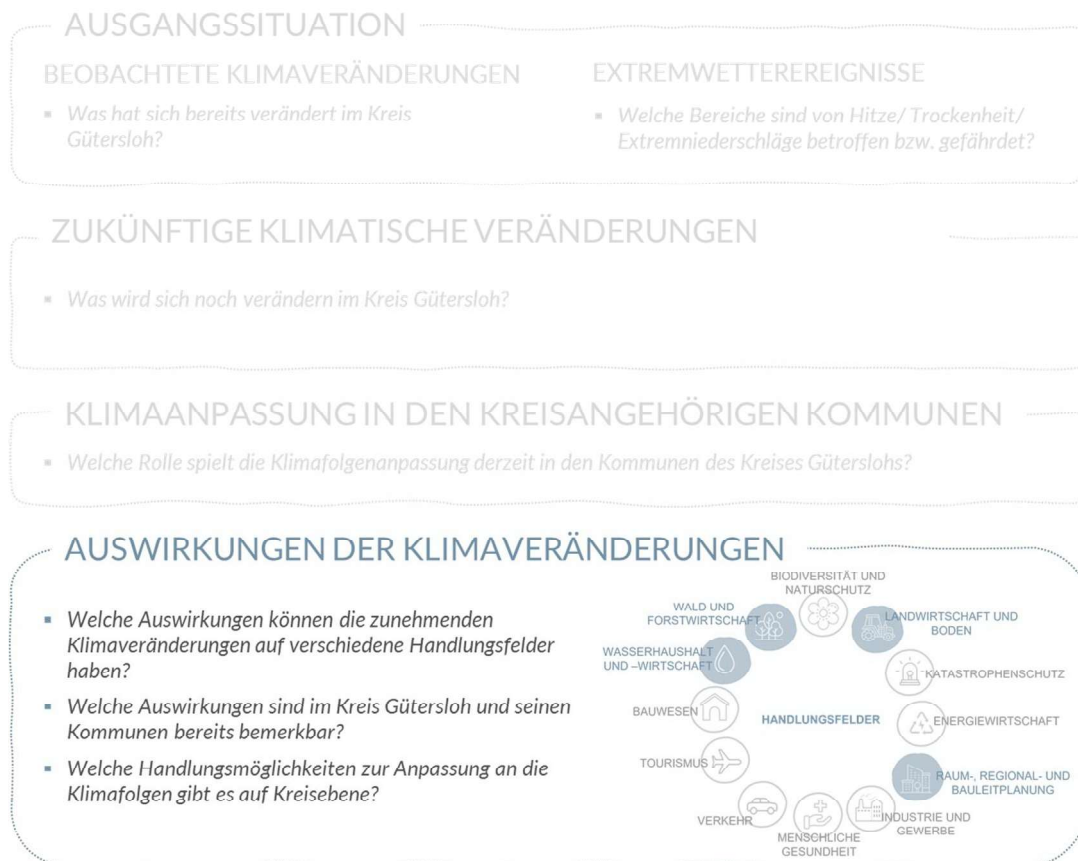 AUSGANGSSITUATION
BEOBACHTETE KLIMAVERÄNDERUNGEN
▪ Was hat sich bereits verändert im Kreis
Gütersloh?
EXTREMWETTEREREIGNISSE
▪ Welche Bereiche sind von Hitze/ Trockenheit/
Extremniederschläge betroffen bzw. gefährdet?
ZUKÜNFTIGE KLIMATISCHE VERÄNDERUNGEN
▪ Was wird sich noch verändern im Kreis Gütersloh?
KLIMAANPASSUNG IN DEN KREISANGEHÖRIGEN KOMMUNEN
▪ Welche Rolle spielt die Klimafolgenanpassung derzeit in den Kommunen des Kreises Güterslohs?
AUSWIRKUNGEN DER KLIMAVERÄNDERUNGEN
▪ Welche Auswirkungen können die zunehmenden
Klimaveränderungen auf verschiedene Handlungsfelder
haben?
▪ Welche Auswirkungen sind im Kreis Gütersloh und seinen
Kommunen bereits bemerkbar?
▪ Welche Handlungsmöglichkeiten zur Anpassung an die
Klimafolgen gibt es auf Kreisebene?
BIODIVERSITÄT UND
NATURSCHUTZ
WALD UND
FORSTWIRTSCHAFT
LANDWIRTSCHAFT UND
BODEN
WASSERHAUSHALT
UND –WIRTSCHAFT
KATASTROPHENSCHUTZ
BAUWESEN
HANDLUNGSFELDER
ENERGIEWIRTSCHAFT
TOURISMUS
RAUM-, REGIONAL- UND
BAULEITPLANUNG
VERKEHR
INDUSTRIE UND
GEWERBE
MENSCHLICHE
GESUNDHEIT